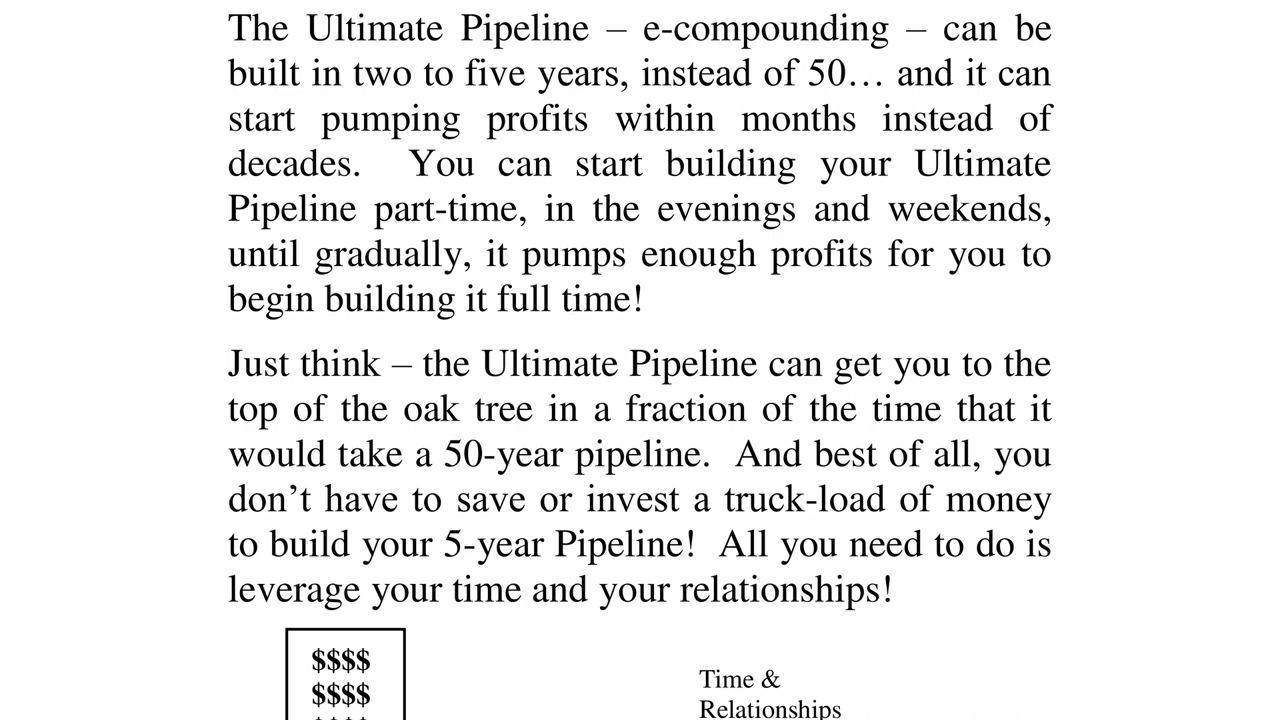 The Ultimate Pipeline – e-compounding – can be
built in two to five years, instead of 50… and it can
start pumping profits within months instead of
decades.  You can start building your Ultimate
Pipeline part-time, in the evenings and weekends,
until gradually, it pumps enough profits for you to
begin building it full time!
Just think – the Ultimate Pipeline can get you to the
top of the oak tree in a fraction of the time that it
would take a 50-year pipeline.  And best of all, you
don’t have to save or invest a truck-load of money
to build your 5-year Pipeline!  All you need to do is
leverage your time and your relationships!
$$$$
$$$$
Time &
Relationships